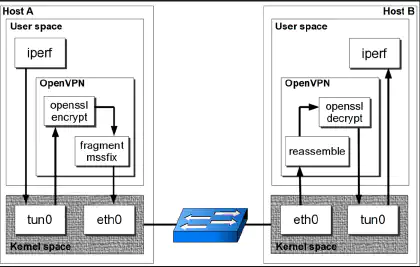 Host A
User space
iperf
OpenVPN
openssl
encrypt
fragment
mssfix
tun0
eth0
Kernel space
Host B
User space
iperf
OpenVPN
openssl
decrypt
reassemble
eth0
tun0
Kernel space